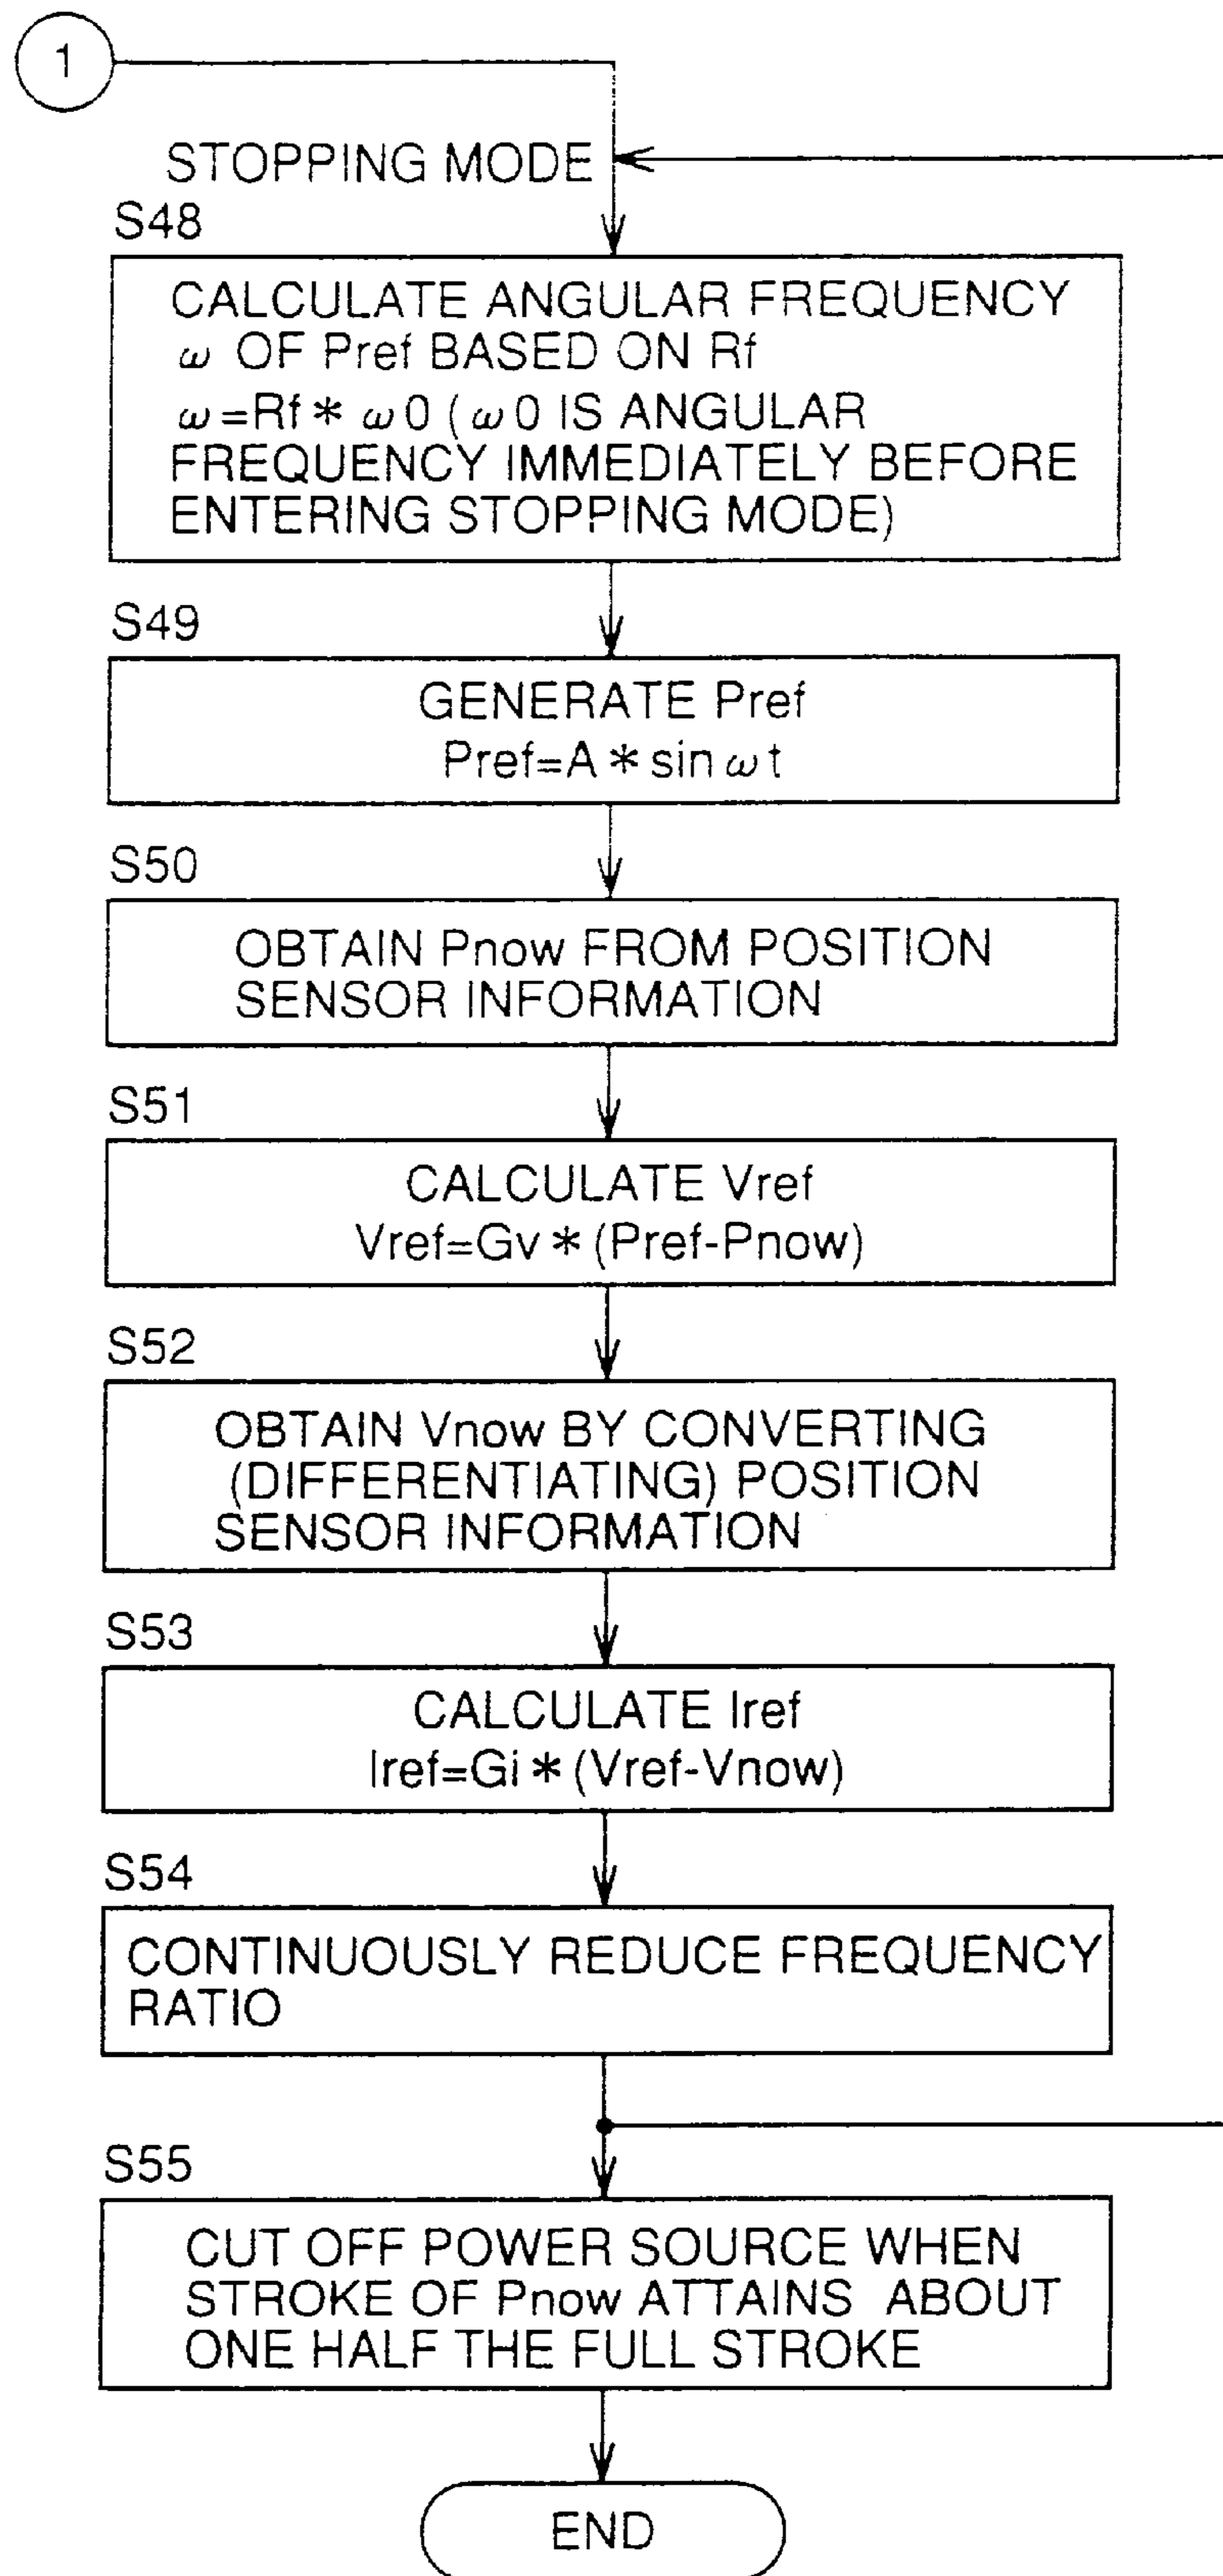 1
STOPPING MODE
S48
CALCULATE ANGULAR FREQUENCY
ω OF Pref BASED ON Rf
ω=Rf * ω0 (ω0 IS ANGULAR
FREQUENCY IMMEDIATELY BEFORE
ENTERING STOPPING MODE)
S49
GENERATE Pref
Pref=A * sin ωt
S50
OBTAIN Pnow FROM POSITION
SENSOR INFORMATION
S51
CALCULATE Vref
Vref=Gv * (Pref-Pnow)
S52
OBTAIN Vnow BY CONVERTING
(DIFFERENTIATING) POSITION
SENSOR INFORMATION
S53
CALCULATE Iref
Iref=Gi * (Vref-Vnow)
S54
CONTINUOUSLY REDUCE FREQUENCY
RATIO
S55
CUT OFF POWER SOURCE WHEN
STROKE OF Pnow ATTAINS ABOUT
ONE HALF THE FULL STROKE
END